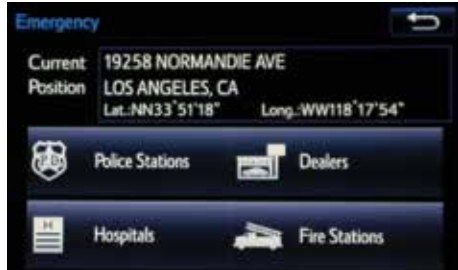 Emergency
Current 19258 NORMANDIE AVE
Position LOS ANGELES, CA
Lat.:NN33°51'18" Long.:WW118°17'54"
P.D.
Police Stations
Dealers
H
Hospitals
Fire Stations